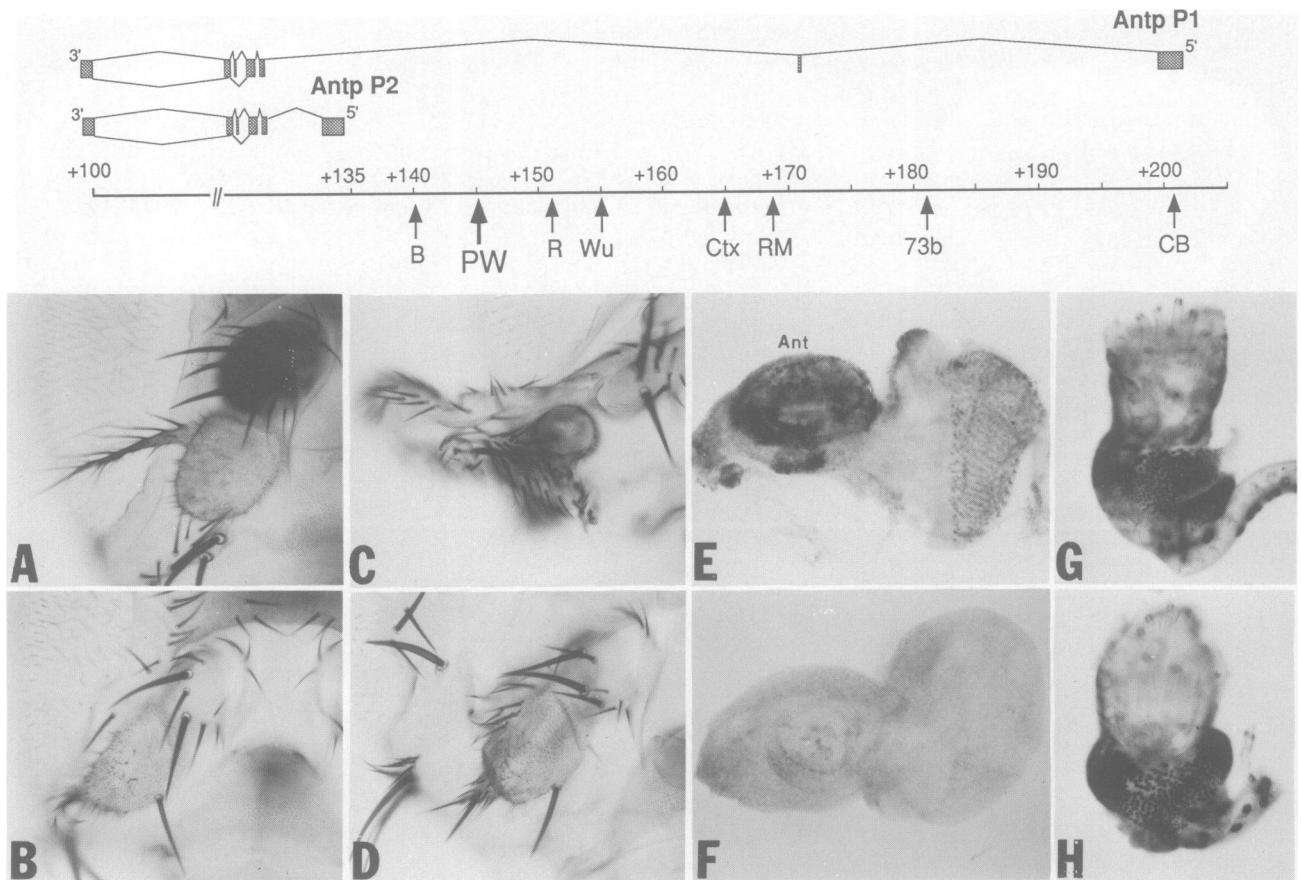 Antp P1
3' 5'
Antp P2
3' 5'
+100 +135 +140 +150 +160 +170 +180 +190 +200
//
B PW R Wu Ctx RM 73b CB
Ant
A C E G
B D F H